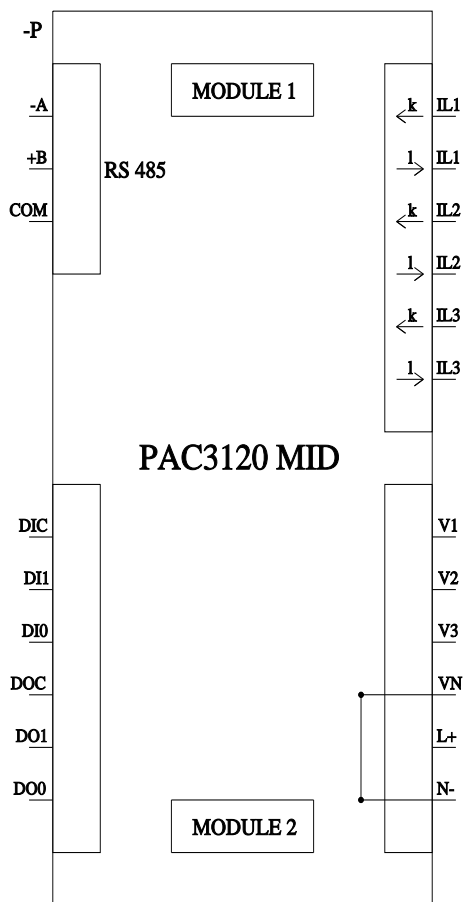 -P
MODULE 1
-A
+B
COM
RS 485
k IL1
l IL1
k IL2
l IL2
k IL3
l IL3
PAC3120 MID
DIC
DI1
DI0
DOC
DO1
DO0
V1
V2
V3
VN
L+
N-
MODULE 2